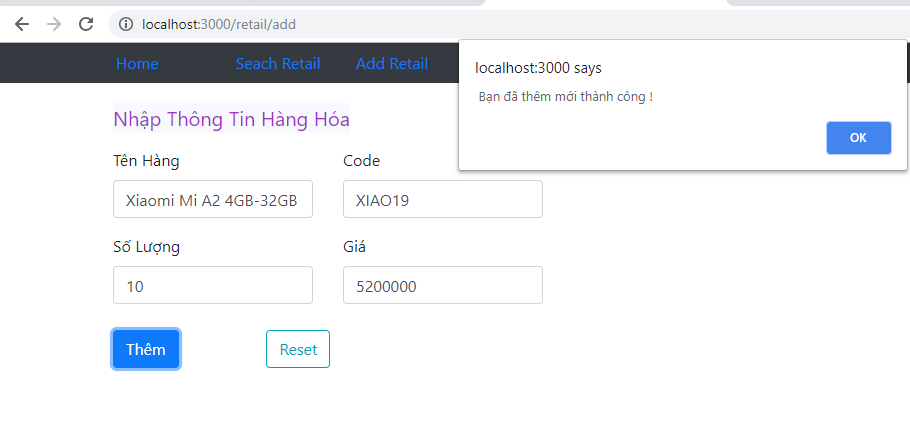 localhost:3000/retail/add
Home Seach Retail Add Retail
localhost:3000 says
Bạn đã thêm mới thành công !
OK
Nhập Thông Tin Hàng Hóa
Tên Hàng Code
Xiaomi Mi A2 4GB-32GB XIAO19
Số Lượng Giá
10 5200000
Thêm Reset